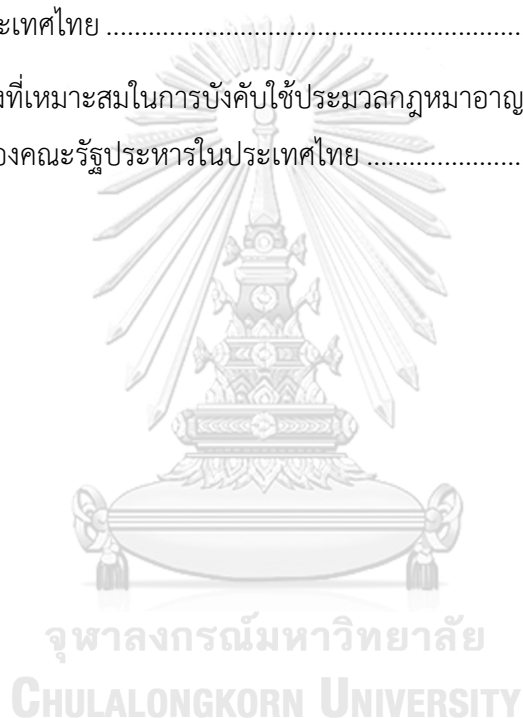 ะเทศไทย ..........................................................
งที่เหมาะสมในการบังคับใช้ประมวลกฎหมาอาญ
องคณะรัฐประหารในประเทศไทย ......................
จุฬาลงกรณ์มหาวิทยาลัย
CHULALONGKORN UNIVERSITY